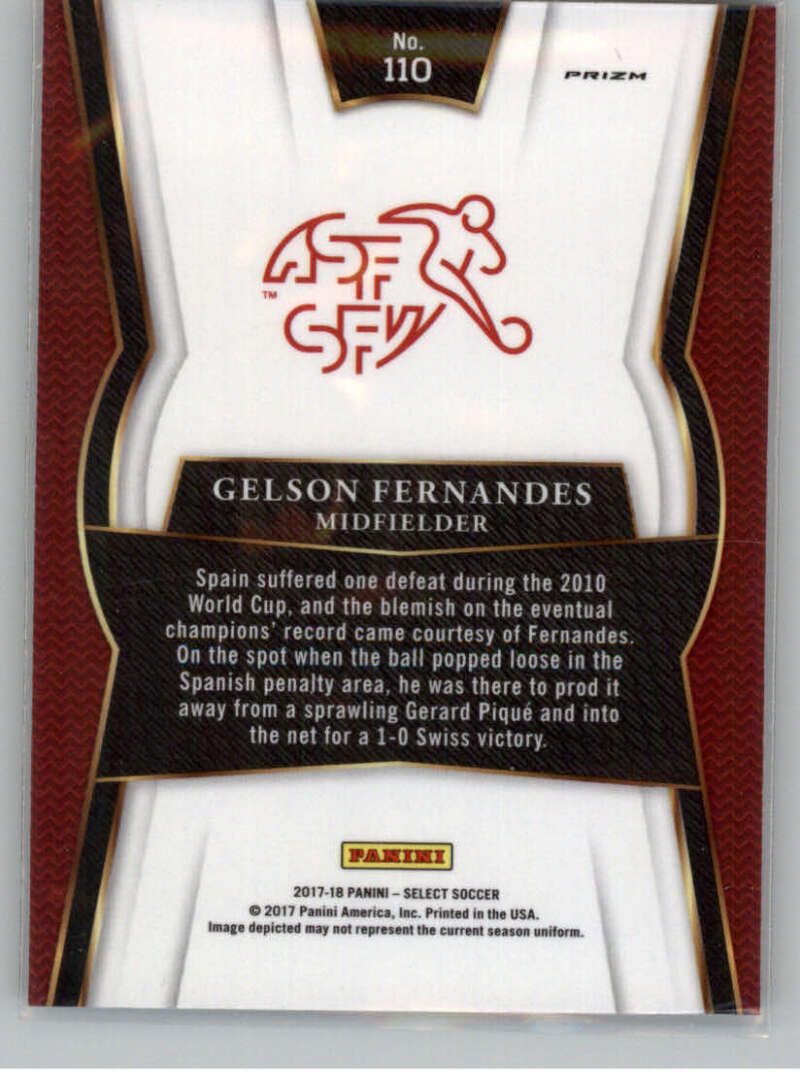 No.
110
PRIZM
ASF
SFV
TM
GELSON FERNANDES
MIDFIELDER
Spain suffered one defeat during the 2010
World Cup, and the blemish on the eventual
champions' record came courtesy of Fernandes.
On the spot when the ball popped loose in the
Spanish penalty area, he was there to prod it
away from a sprawling Gerard Piqué and into
the net for a 1-0 Swiss victory.
PANINI
2017-18 PANINI – SELECT SOCCER
© 2017 Panini America, Inc. Printed in the USA.
Image depicted may not represent the current season uniform.